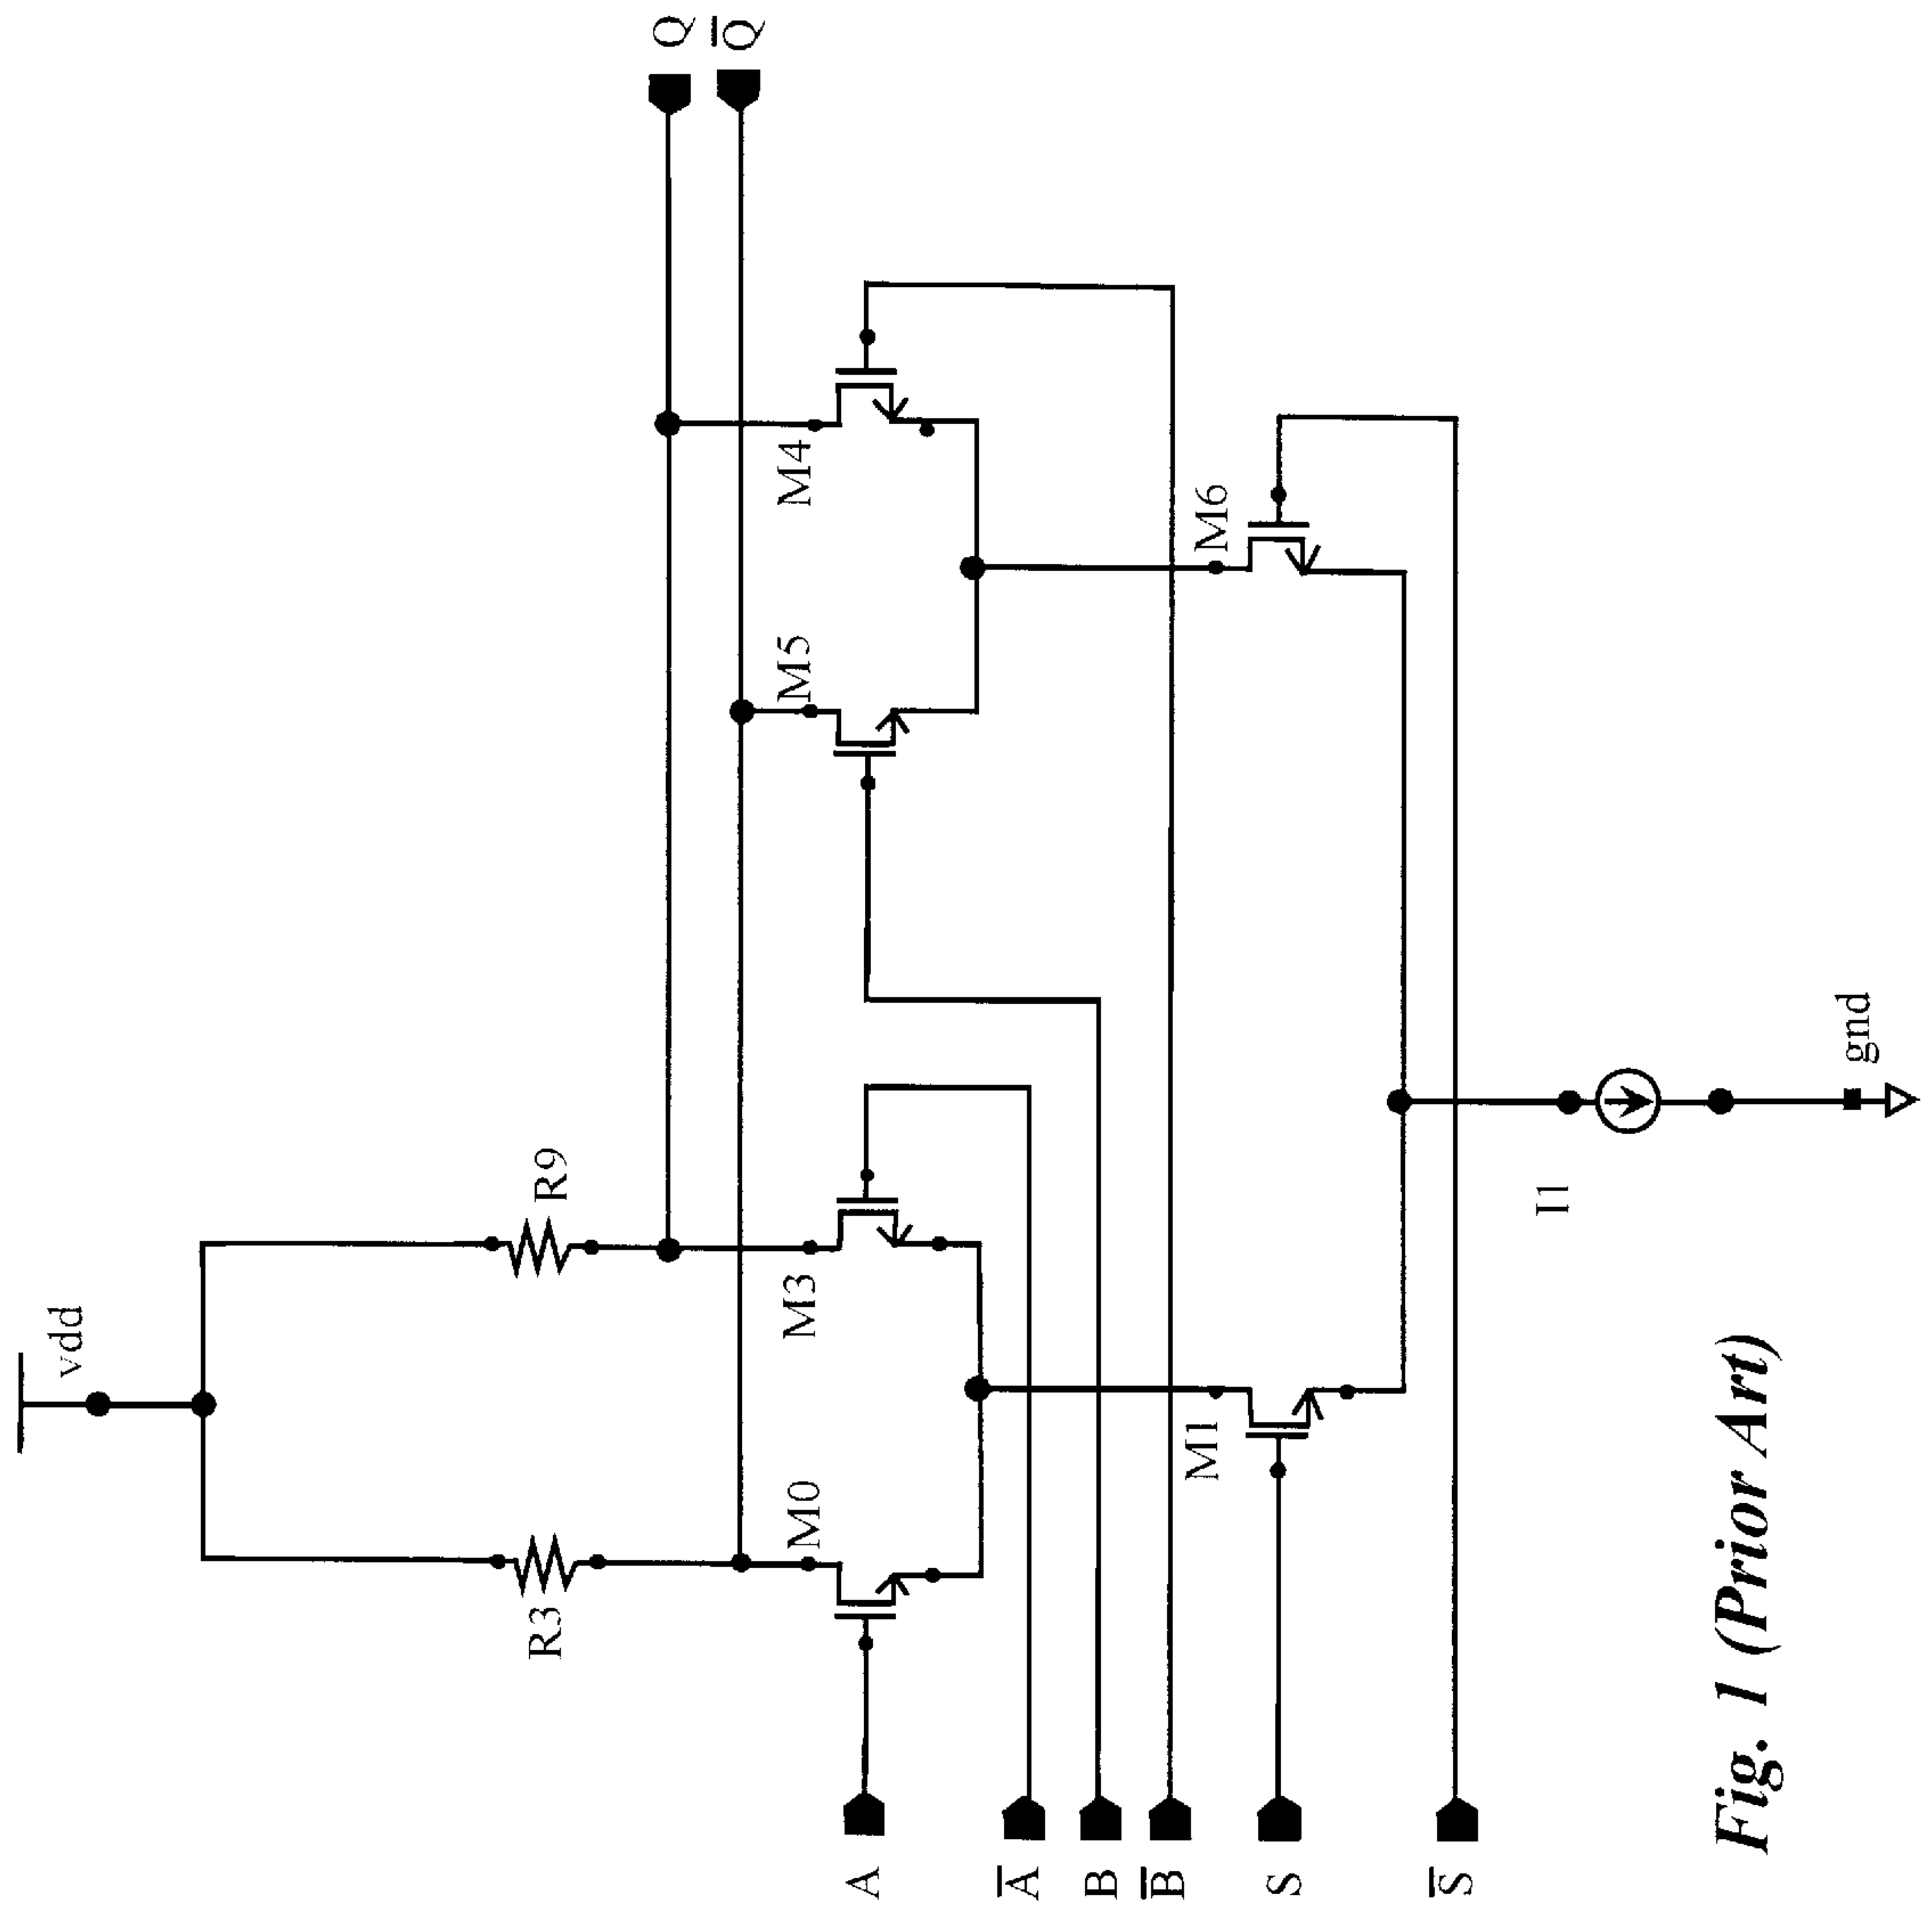 vdd
R3
R9
Q
Q̅
M0
M3
M5
M4
A
A̅
B
B̅
M1
M6
S
S̅
I1
gnd
Fig. 1 (Prior Art)